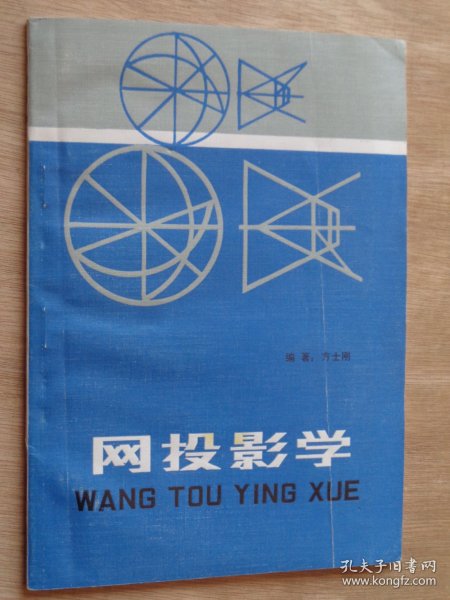 编著：方士刚
网投影学
WANG TOU YING XUE
孔夫子旧书网
www.kongfz.com